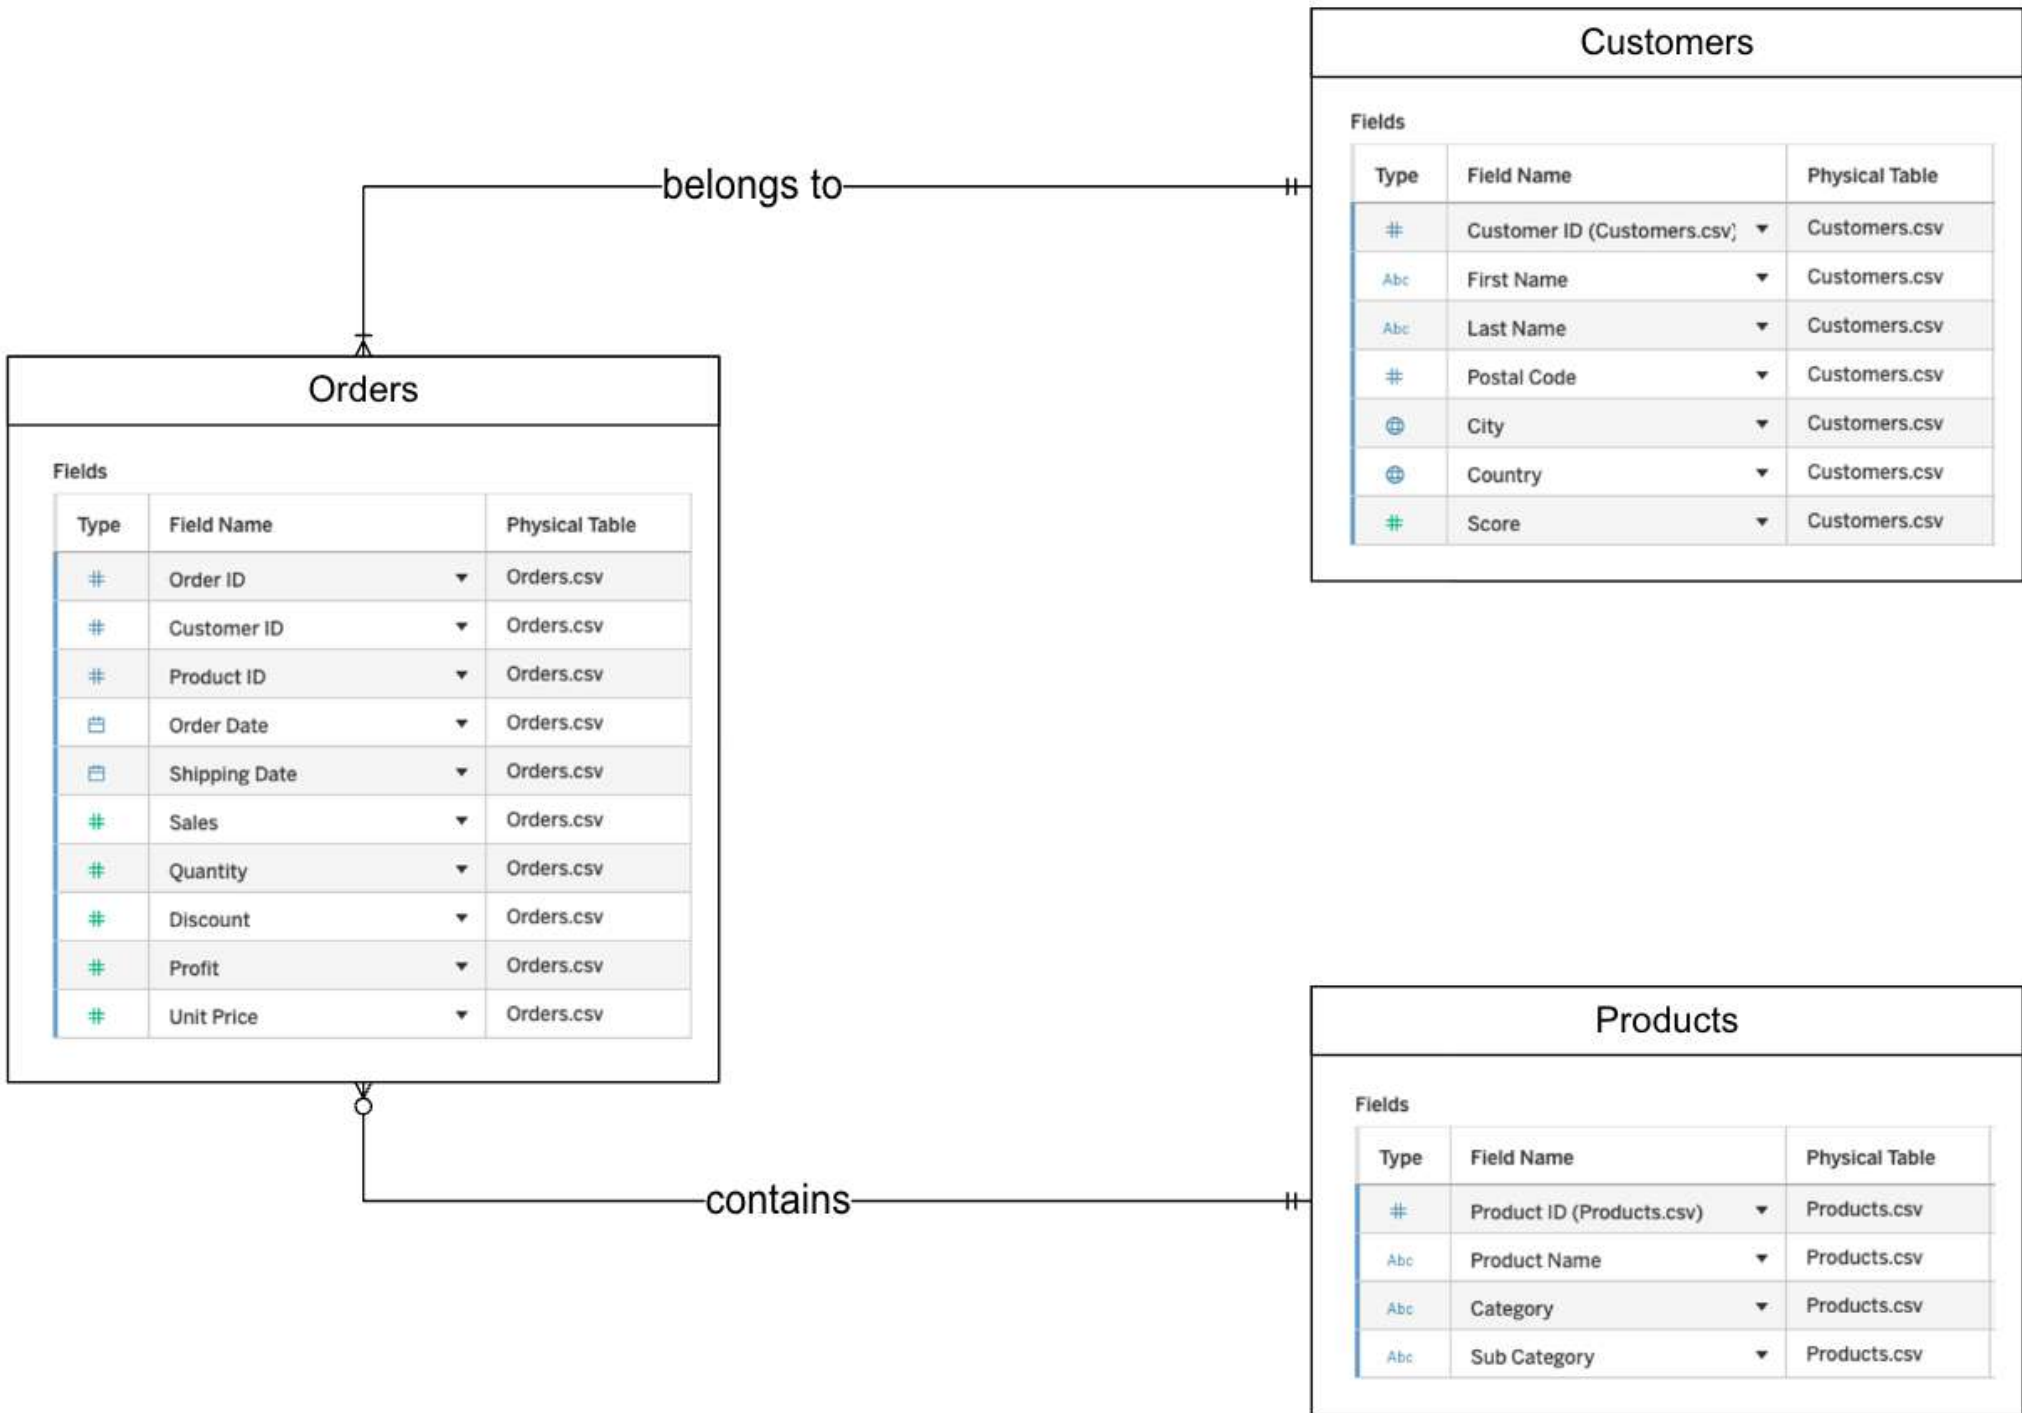 Customers
Fields
Type Field Name Physical Table
# Customer ID (Customers.csv) Customers.csv
Abc First Name Customers.csv
Abc Last Name Customers.csv
# Postal Code Customers.csv
City Customers.csv
Country Customers.csv
# Score Customers.csv
belongs to
Orders
Fields
Type Field Name Physical Table
# Order ID Orders.csv
# Customer ID Orders.csv
# Product ID Orders.csv
Order Date Orders.csv
Shipping Date Orders.csv
# Sales Orders.csv
# Quantity Orders.csv
# Discount Orders.csv
# Profit Orders.csv
# Unit Price Orders.csv
contains
Products
Fields
Type Field Name Physical Table
# Product ID (Products.csv) Products.csv
Abc Product Name Products.csv
Abc Category Products.csv
Abc Sub Category Products.csv